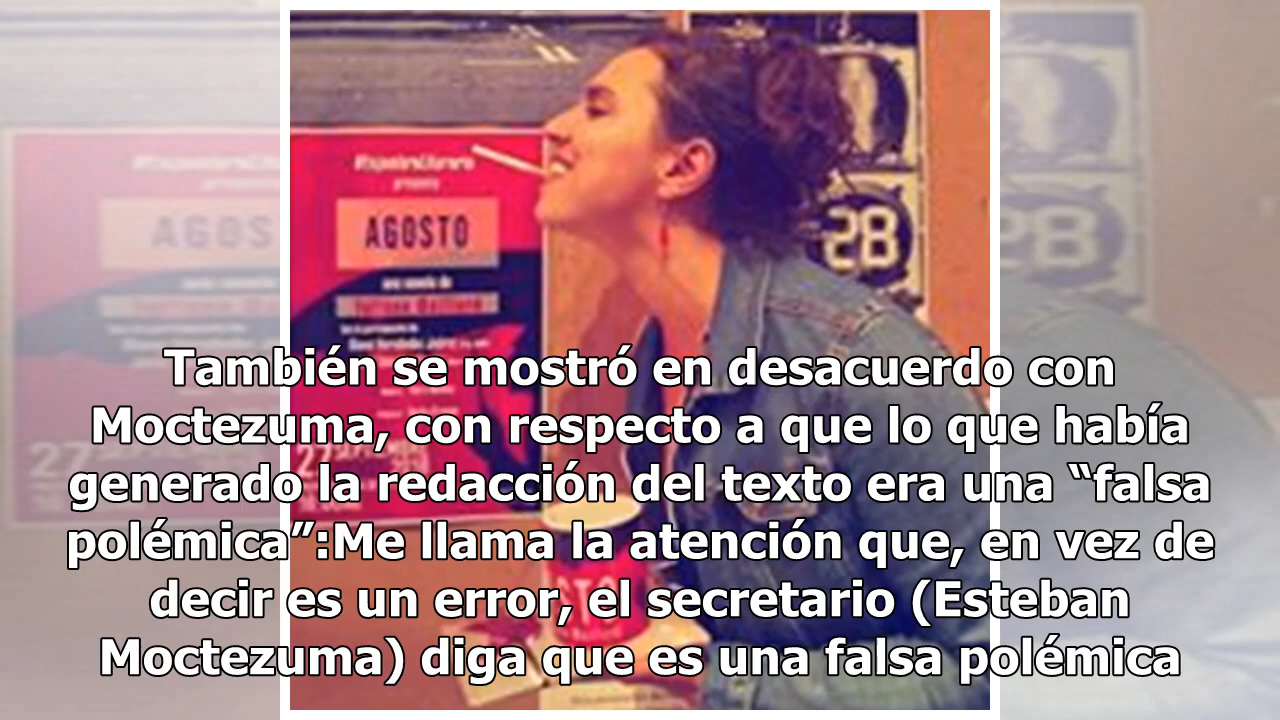 AGOSTO
28
27
También se mostró en desacuerdo con
Moctezuma, con respecto a que lo que había
generado la redacción del texto era una “falsa
polémica”:Me llama la atención que, en vez de
decir es un error, el secretario (Esteban
Moctezuma) diga que es una falsa polémica